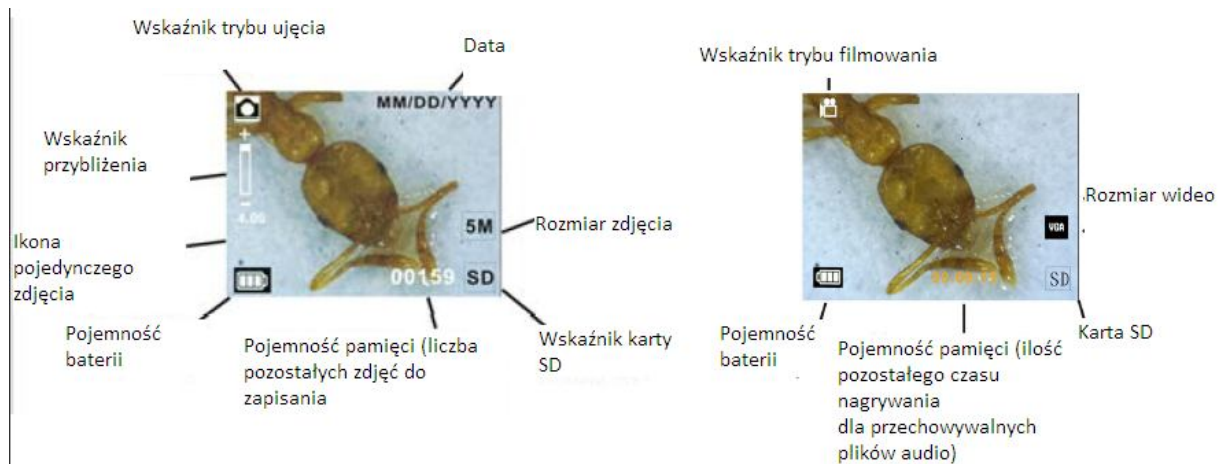 Wskaźnik trybu ujęcia
Data
MM/DD/YYYY
Wskaźnik
przybliżenia
+
-
4.00
Ikona
pojedynczego
zdjęcia
5M
Rozmiar zdjęcia
00159
SD
Pojemność
baterii
Pojemność pamięci (liczba
pozostałych zdjęć do
zapisania
Wskaźnik karty
SD
Wskaźnik trybu filmowania
Rozmiar wideo
VGA
SD
Pojemność
baterii
Pojemność pamięci (ilość
pozostałego czasu
nagrywania
dla przechowywalnych
plików audio)
Karta SD